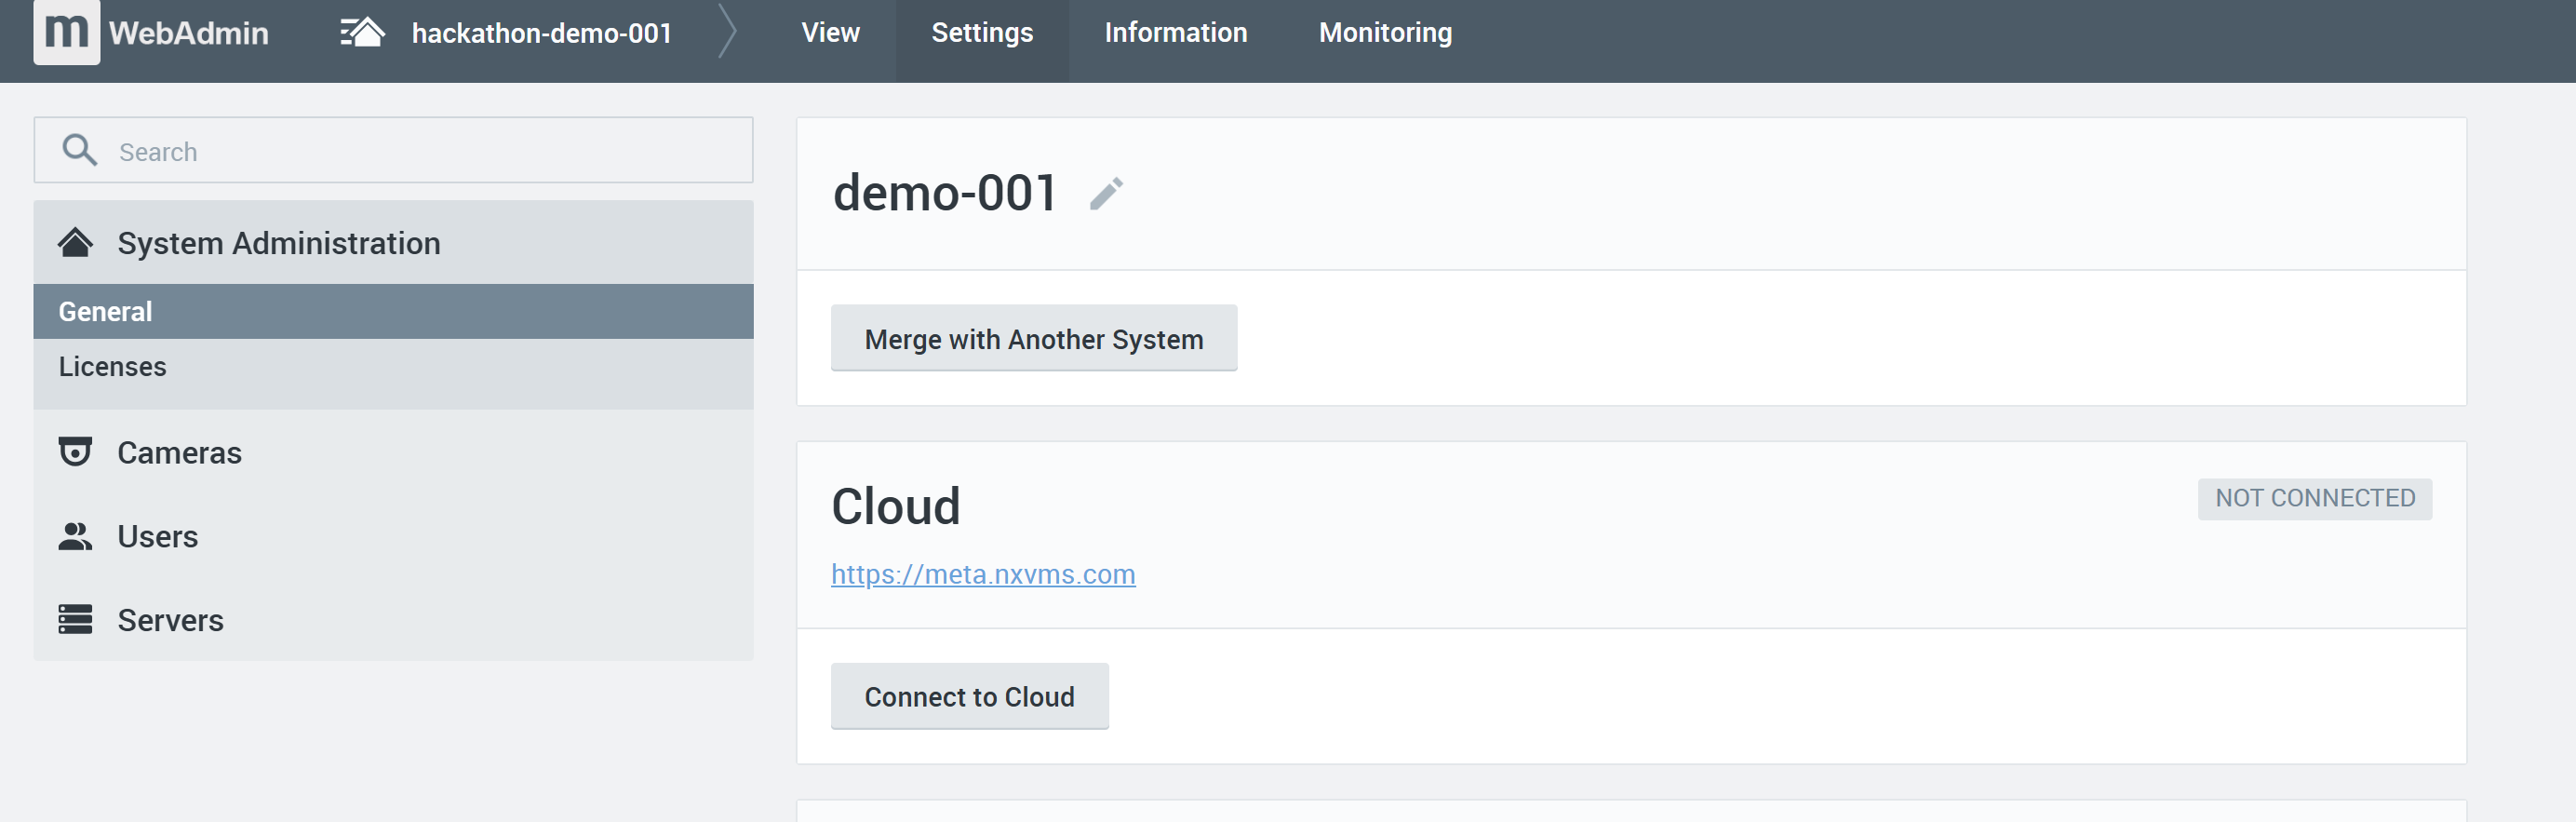 m WebAdmin hackathon-demo-001 View Settings Information Monitoring
Search
System Administration
General
Licenses
Cameras
Users
Servers
demo-001
Merge with Another System
Cloud
NOT CONNECTED
https://meta.nxvms.com
Connect to Cloud